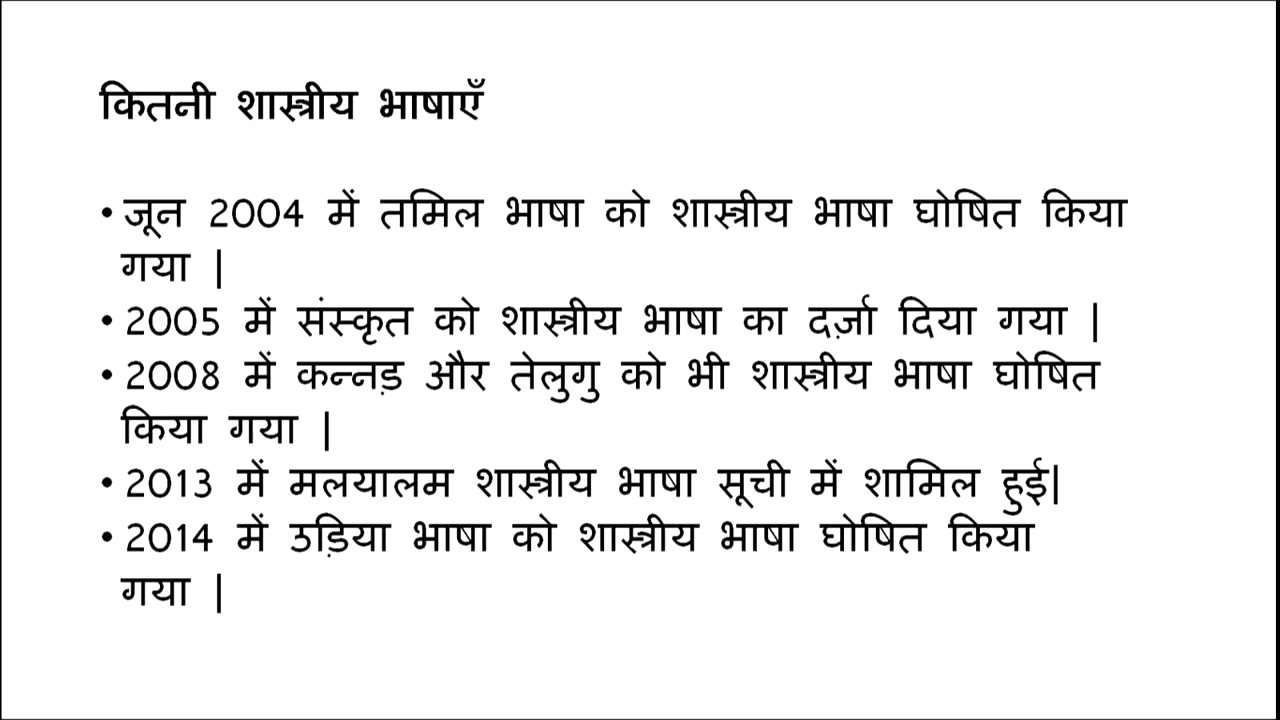 कितनी शास्त्रीय भाषाएँ
• जून 2004 में तमिल भाषा को शास्त्रीय भाषा घोषित किया
गया |
• 2005 में संस्कृत को शास्त्रीय भाषा का दर्ज़ा दिया गया |
• 2008 में कन्नड़ और तेलुगु को भी शास्त्रीय भाषा घोषित
किया गया |
• 2013 में मलयालम शास्त्रीय भाषा सूची में शामिल हुई|
• 2014 में उड़िया भाषा को शास्त्रीय भाषा घोषित किया
गया |